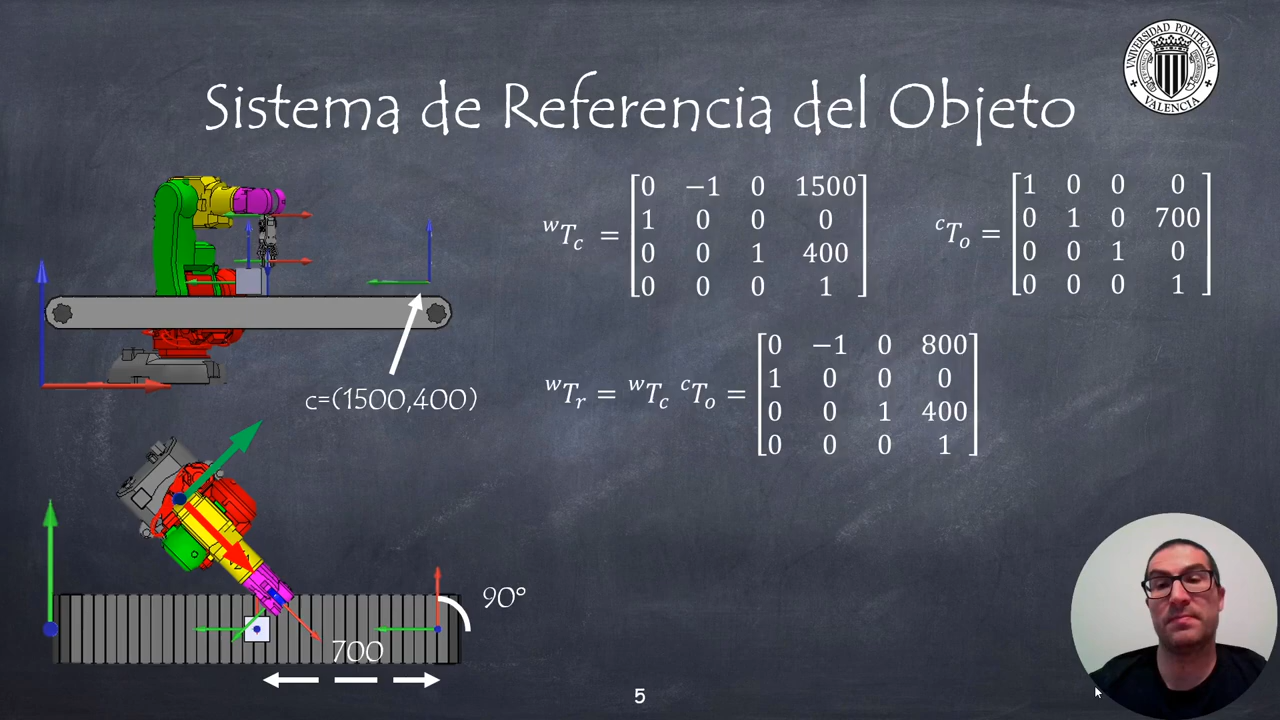 UNIVERSIDAD POLITECNICA
VALENCIA
Sistema de Referencia del Objeto
wTc = [0 −1 0 1500
1 0 0 0
0 0 1 400
0 0 0 1]
cTo = [1 0 0 0
0 1 0 700
0 0 1 0
0 0 0 1]
wTr = wTc cTo = [0 −1 0 800
1 0 0 0
0 0 1 400
0 0 0 1]
c=(1500,400)
90°
700
5